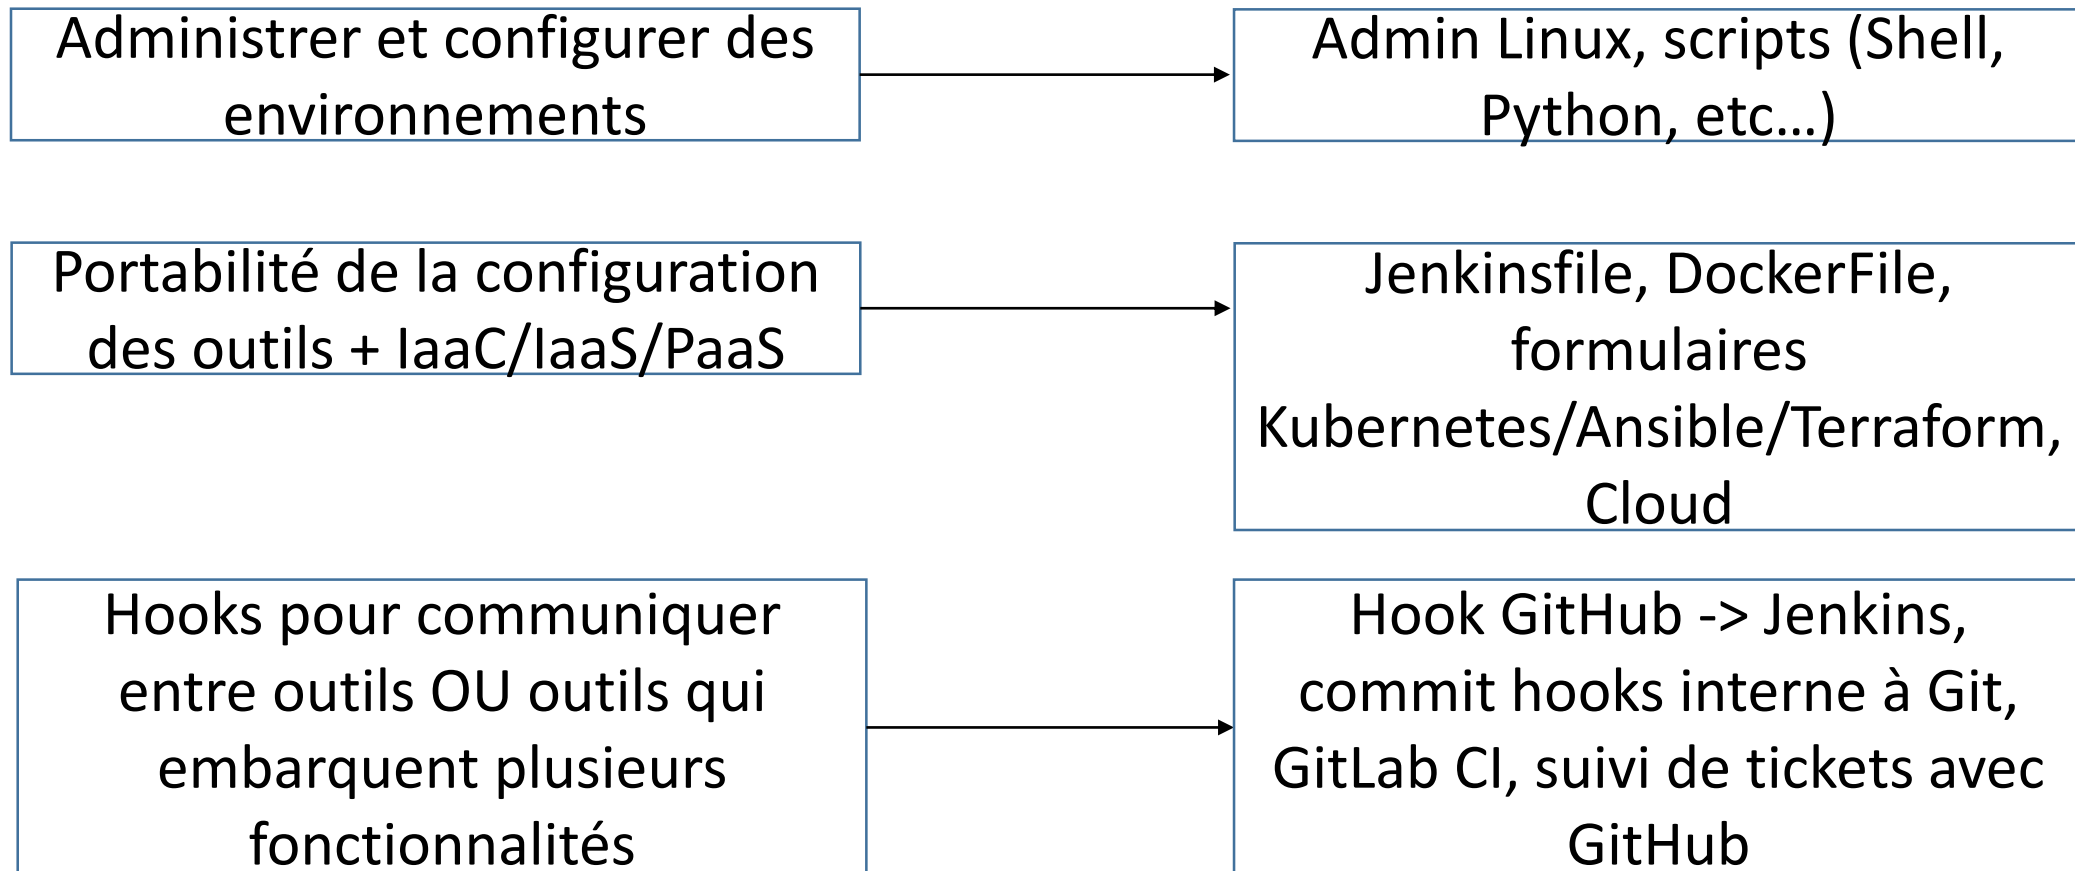 Administrer et configurer des
environnements
Admin Linux, scripts (Shell,
Python, etc…)
Portabilité de la configuration
des outils + IaaC/IaaS/PaaS
Jenkinsfile, DockerFile,
formulaires
Kubernetes/Ansible/Terraform,
Cloud
Hooks pour communiquer
entre outils OU outils qui
embarquent plusieurs
fonctionnalités
Hook GitHub -> Jenkins,
commit hooks interne à Git,
GitLab CI, suivi de tickets avec
GitHub